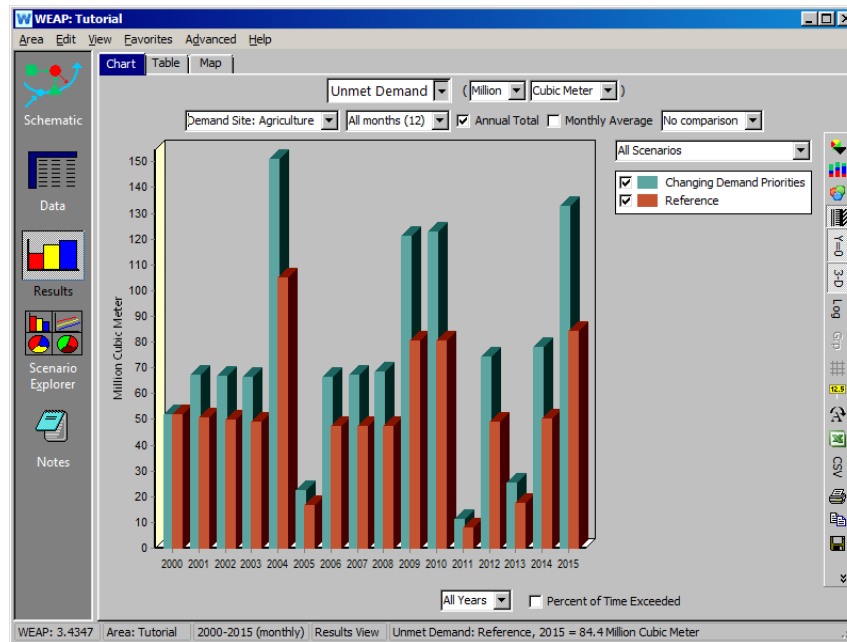 WEAP: Tutorial
Area Edit View Favorites Advanced Help
Chart Table Map
Unmet Demand ( Million Cubic Meter )
Demand Site: Agriculture All months (12) Annual Total Monthly Average No comparison
All Scenarios
Changing Demand Priorities
Reference
Schematic
Data
Results
Scenario
Explorer
Notes
Million Cubic Meter
150
140
130
120
110
100
90
80
70
60
50
40
30
20
10
0
2000 2001 2002 2003 2004 2005 2006 2007 2008 2009 2010 2011 2012 2013 2014 2015
All Years Percent of Time Exceeded
Y=0
3-D
Log
Gp
12.5
A
CSV
WEAP: 3.4347 Area: Tutorial 2000-2015 (monthly) Results View Unmet Demand: Reference, 2015 = 84.4 Million Cubic Meter